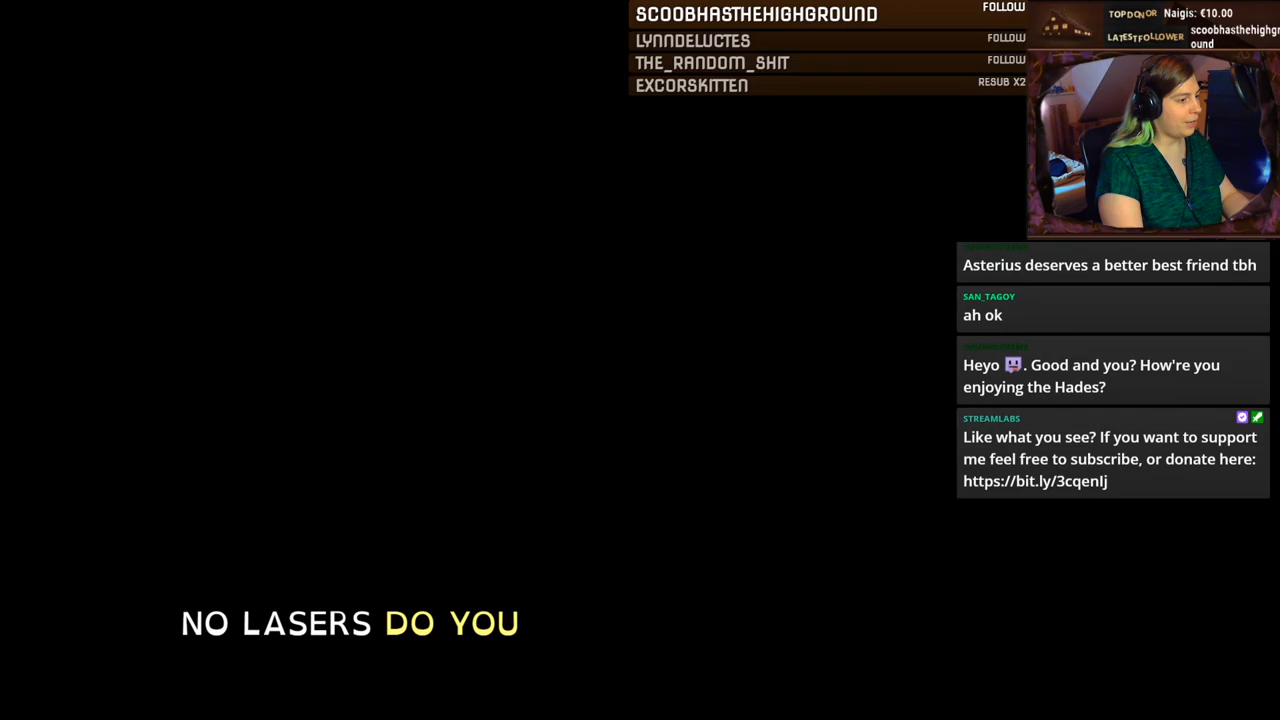 SCOOBHASTHEHIGHGROUND FOLLOW
LYNNDELUCTES FOLLOW
THE_RANDOM_SHIT FOLLOW
EXCORSKITTEN RESUB X2
TOPDONOR Naigis: €10.00
LATESTFOLLOWER scoobhasthehighgr
ound
Asterius deserves a better best friend tbh
SAN_TAGOY
ah ok
Heyo . Good and you? How're you
enjoying the Hades?
STREAMLABS
Like what you see? If you want to support
me feel free to subscribe, or donate here:
https://bit.ly/3cqenIj
NO LASERS DO YOU